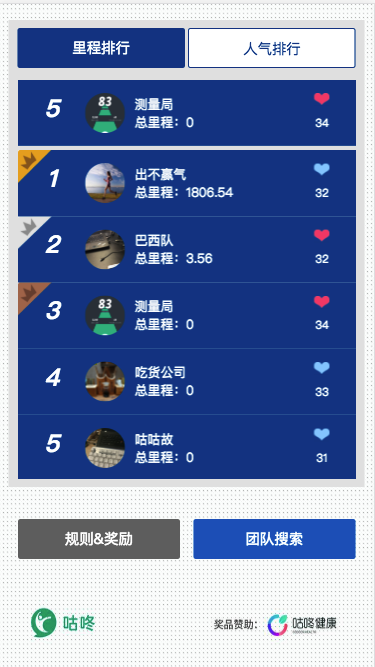 里程排行
人气排行
5
83
测量局
总里程：0
34
1
出不赢气
总里程：1806.54
32
2
巴西队
总里程：3.56
32
3
83
测量局
总里程：0
34
4
吃货公司
总里程：0
33
5
咕咕故
总里程：0
31
规则&奖励
团队搜索
咕咚
奖品赞助：
咕咚健康